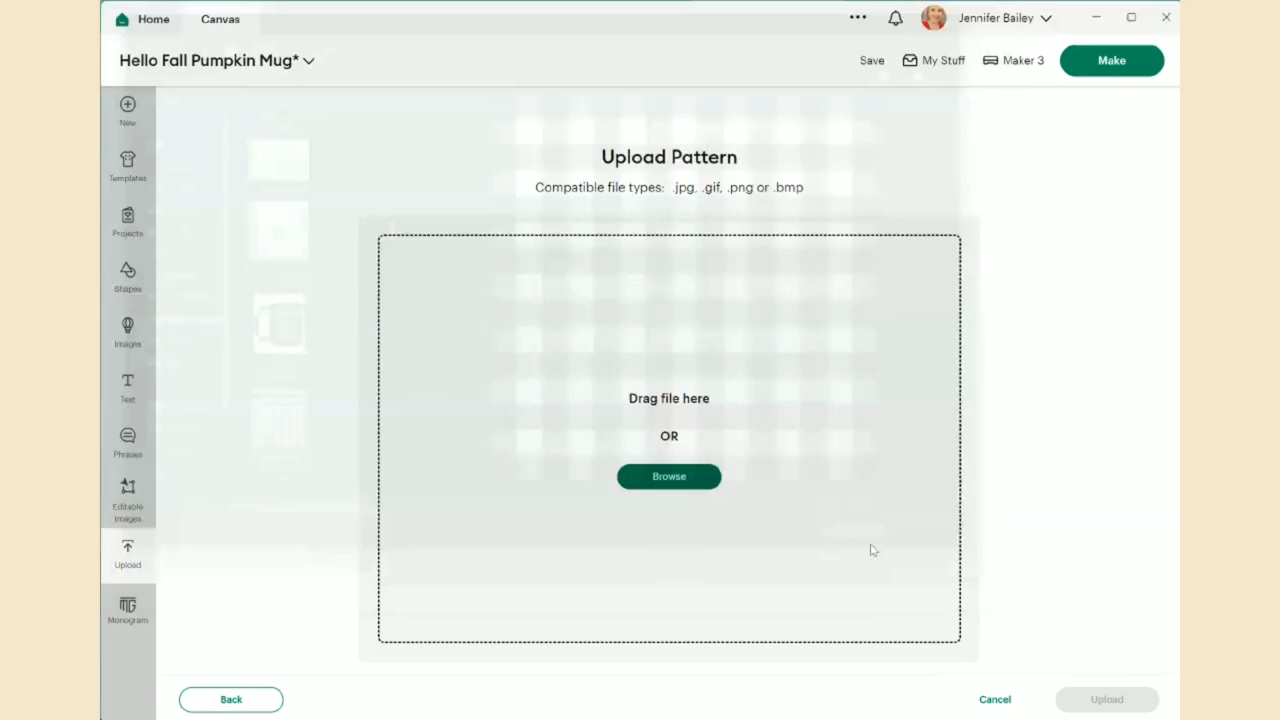 Home
Canvas
Jennifer Bailey
Hello Fall Pumpkin Mug*
Save
My Stuff
Maker 3
Make
New
Templates
Projects
Shapes
Images
Text
Phrases
Editable
Images
Upload
Monogram
Upload Pattern
Compatible file types: .jpg, .gif, .png or .bmp
Drag file here
OR
Browse
Back
Cancel
Upload